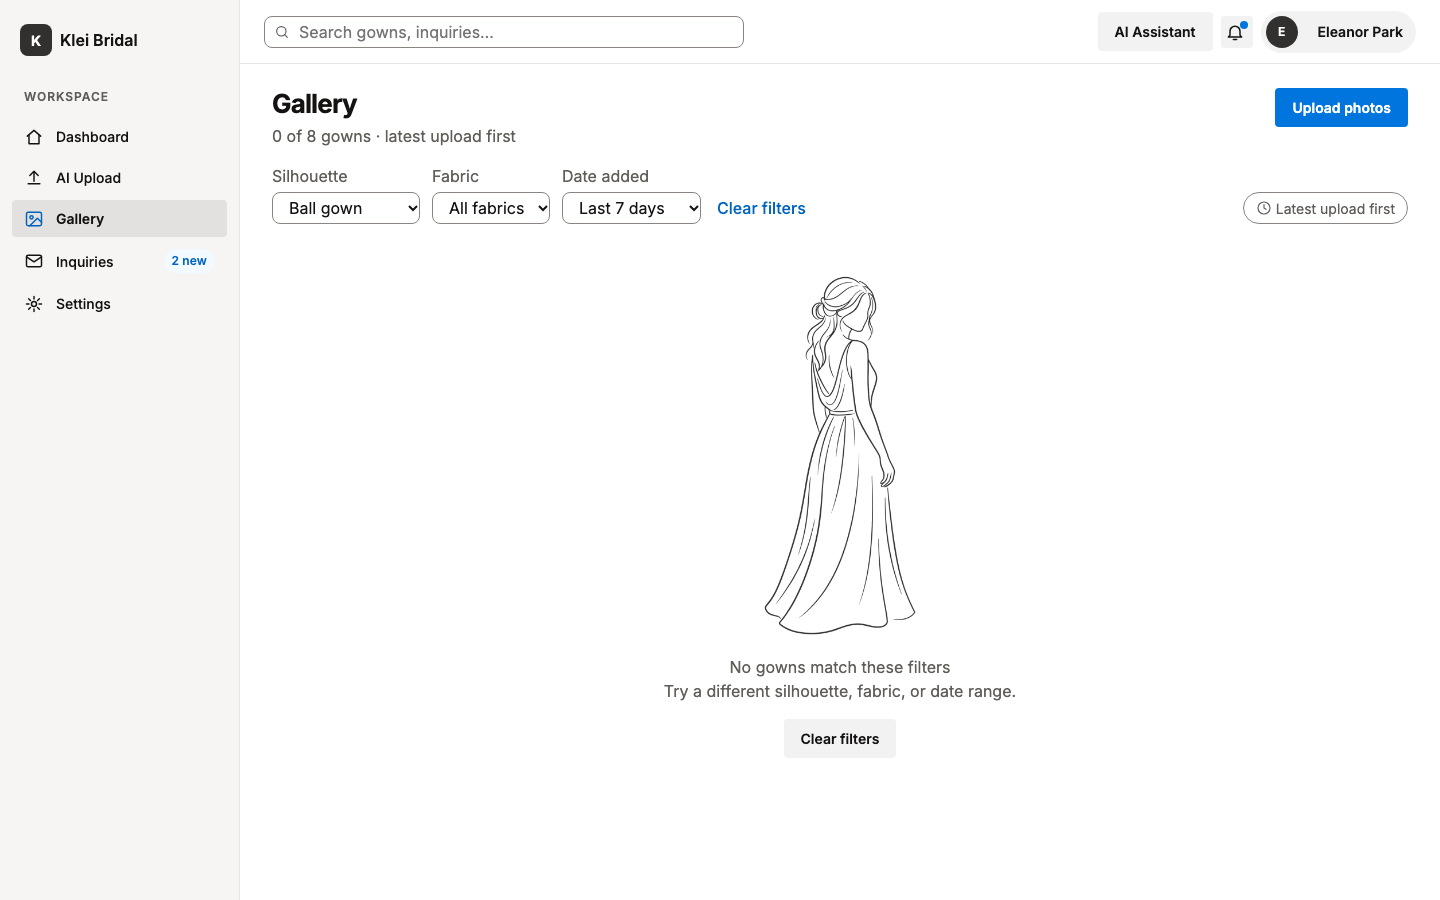 K Klei Bridal
Search gowns, inquiries...
AI Assistant
E
Eleanor Park
WORKSPACE
Dashboard
AI Upload
Gallery
Inquiries
2 new
Settings
Gallery
0 of 8 gowns · latest upload first
Upload photos
Silhouette
Fabric
Date added
Ball gown
All fabrics
Last 7 days
Clear filters
Latest upload first
No gowns match these filters
Try a different silhouette, fabric, or date range.
Clear filters